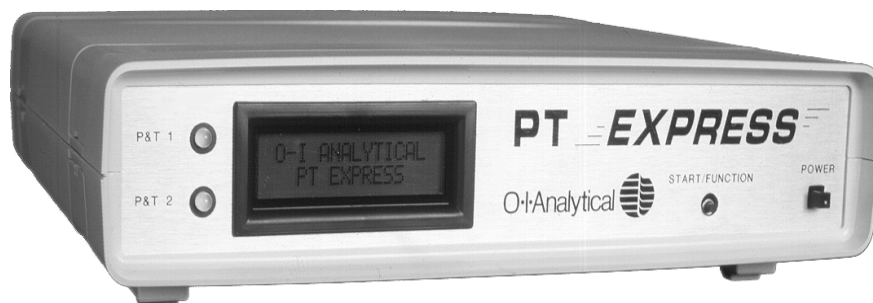 P&T 1
P&T 2
O-I ANALYTICAL
PT EXPRESS
PT EXPRESS
O·I·Analytical
START/FUNCTION
POWER